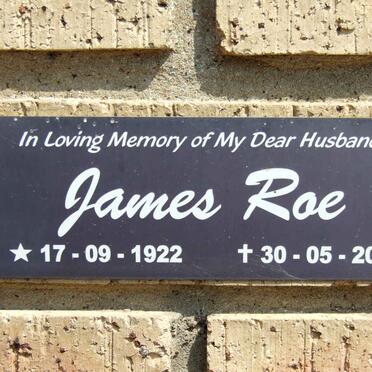 In Loving Memory of My Dear Husband
James Roe
★ 17 - 09 - 1922 ✝ 30 - 05 - 20